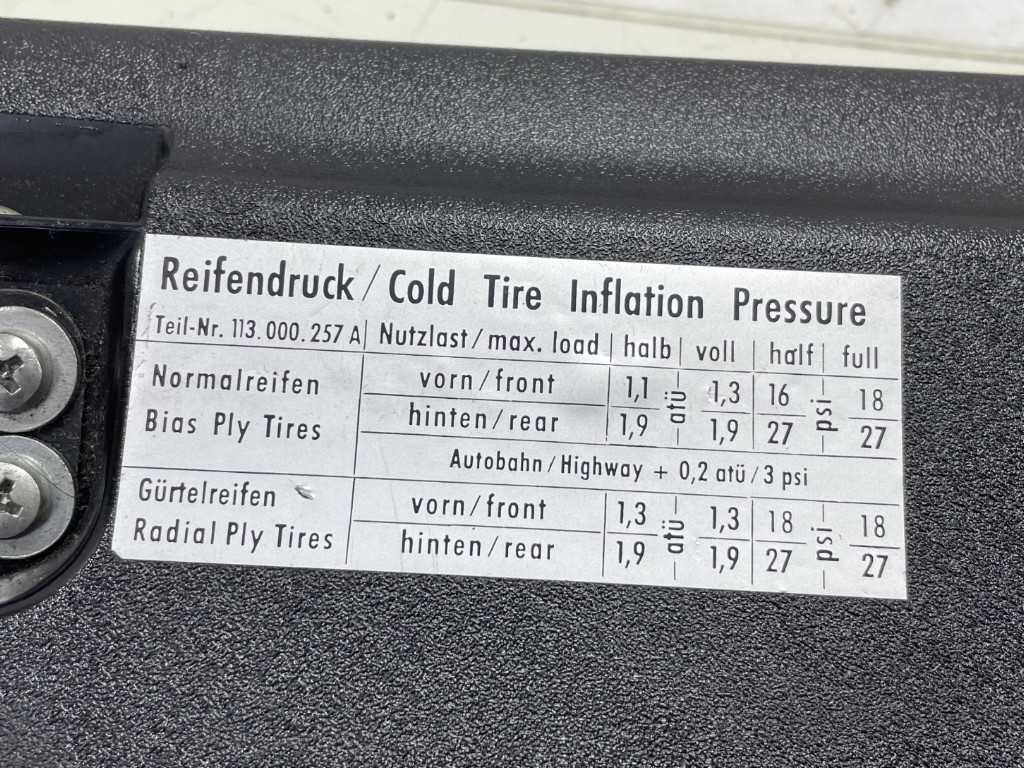 Reifendruck / Cold Tire Inflation Pressure
Teil-Nr. 113.000.257 A Nutzlast / max. load halb voll half full
Normalreifen vorn / front 1,1 atü 1,3 16 psi 18
Bias Ply Tires hinten / rear 1,9 1,9 27 27
Autobahn / Highway + 0,2 atü / 3 psi
Gürtelreifen vorn / front 1,3 atü 1,3 18 psi 18
Radial Ply Tires hinten / rear 1,9 1,9 27 27